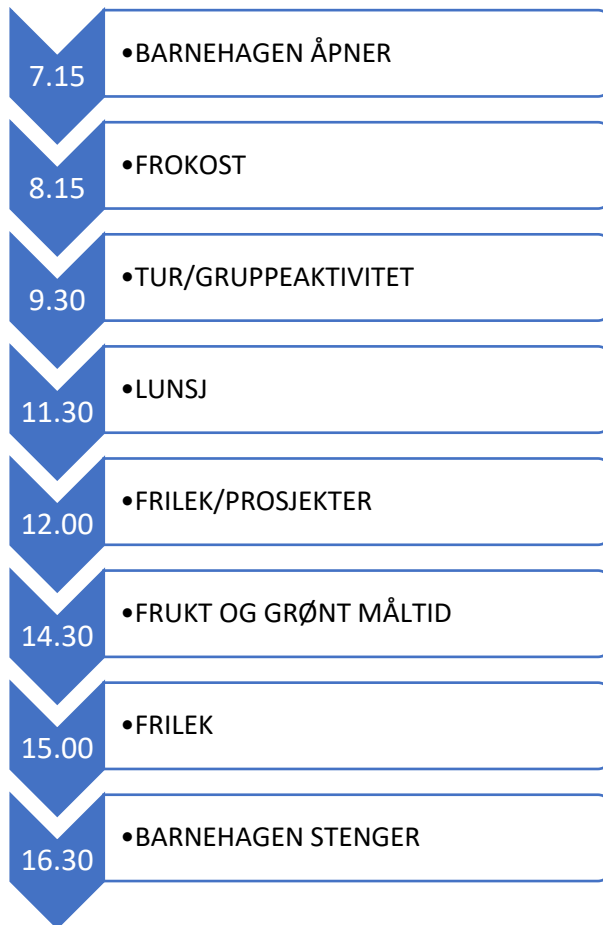 7.15
•BARNEHAGEN ÅPNER
8.15
•FROKOST
9.30
•TUR/GRUPPEAKTIVITET
11.30
•LUNSJ
12.00
•FRILEK/PROSJEKTER
14.30
•FRUKT OG GRØNT MÅLTID
15.00
•FRILEK
16.30
•BARNEHAGEN STENGER